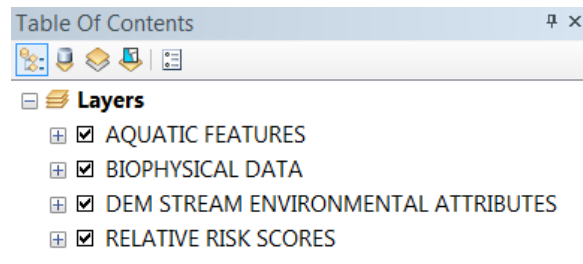 Table Of Contents
Layers
AQUATIC FEATURES
BIOPHYSICAL DATA
DEM STREAM ENVIRONMENTAL ATTRIBUTES
RELATIVE RISK SCORES